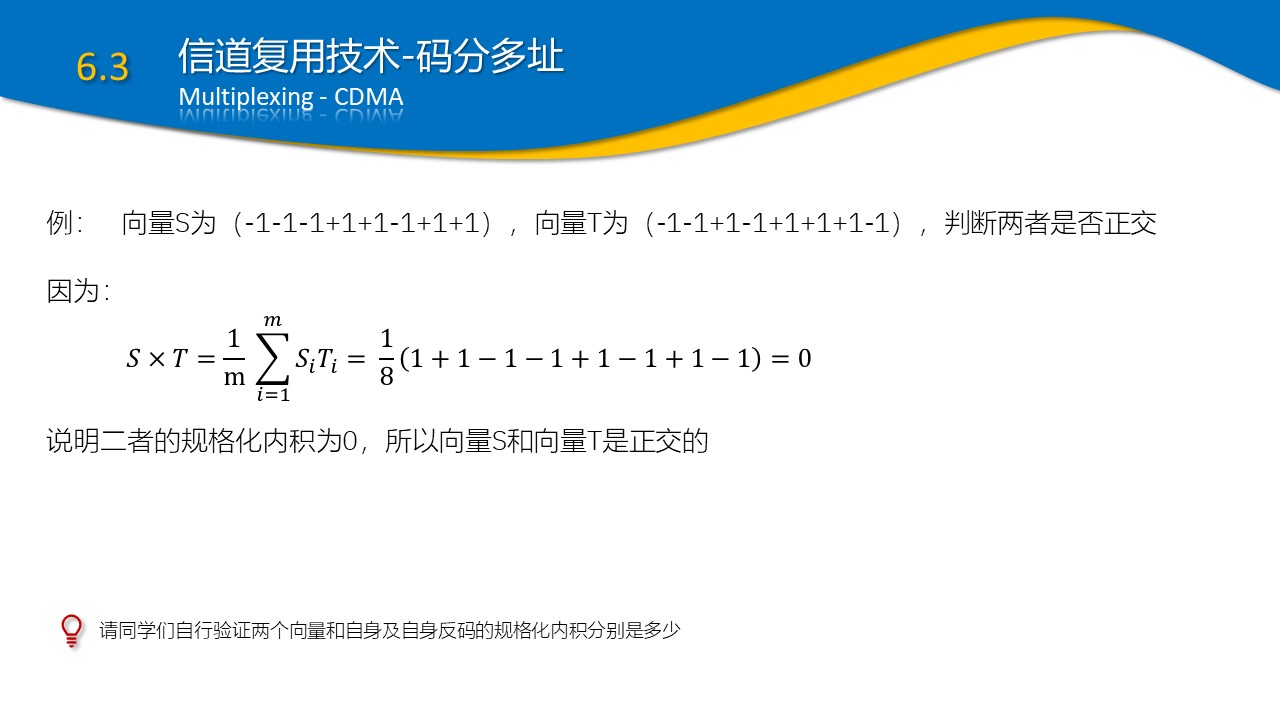 6.3
信道复用技术-码分多址
Multiplexing - CDMA
例： 向量S为（-1-1-1+1+1-1+1+1），向量T为（-1-1+1-1+1+1+1-1），判断两者是否正交
因为：
S × T = 1/m ∑_{i=1}^{m} S_i T_i = 1/8 (1 + 1 − 1 − 1 + 1 − 1 + 1 − 1) = 0
说明二者的规格化内积为0，所以向量S和向量T是正交的
请同学们自行验证两个向量和自身及自身反码的规格化内积分别是多少